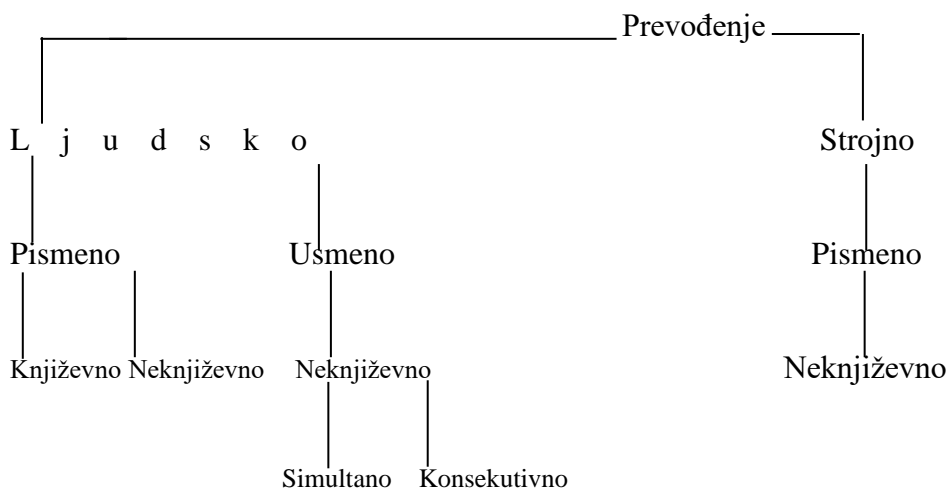 Prevođenje
L j u d s k o Strojno
Pismeno Usmeno Pismeno
Književno Neknjiževno Neknjiževno Neknjiževno
Simultano Konsekutivno